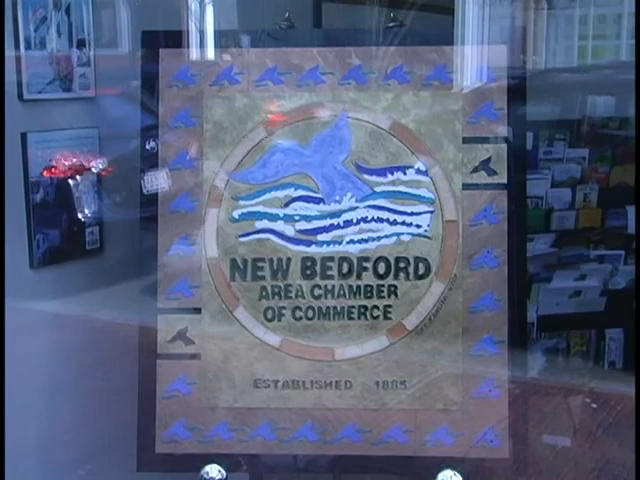 NEW BEDFORD
AREA CHAMBER
OF COMMERCE
ESTABLISHED 1885